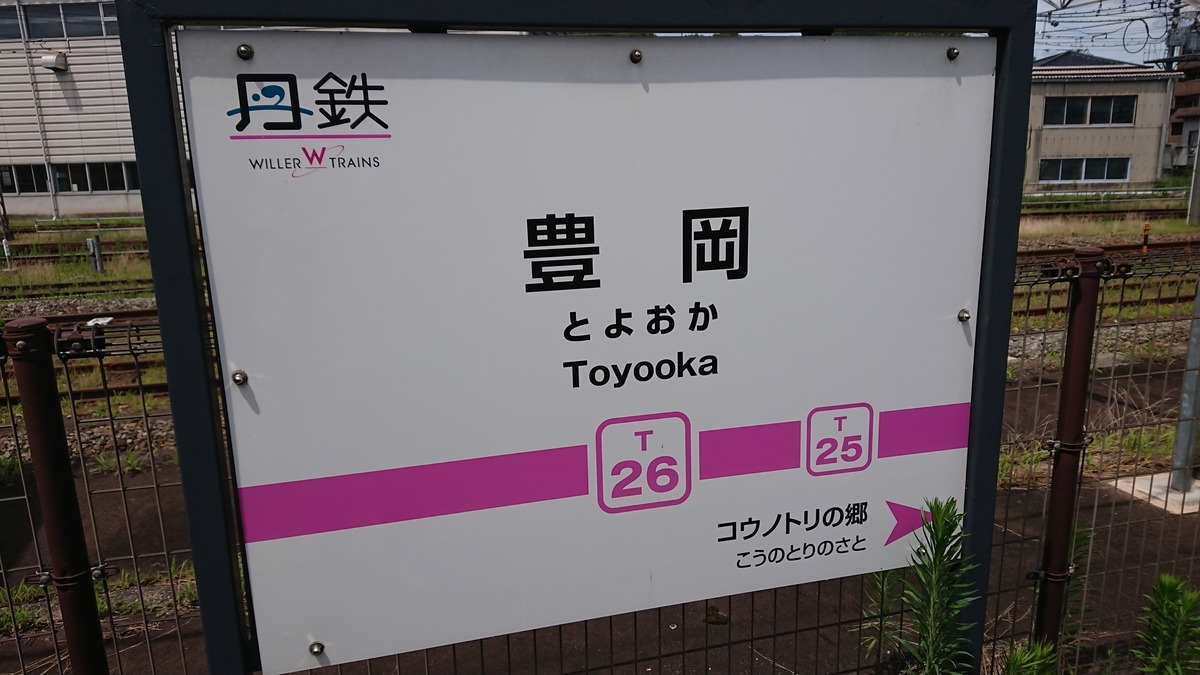 丹鉄
WILLER W TRAINS
豊岡
とよおか
Toyooka
T
26
T
25
コウノトリの郷
こうのとりのさと